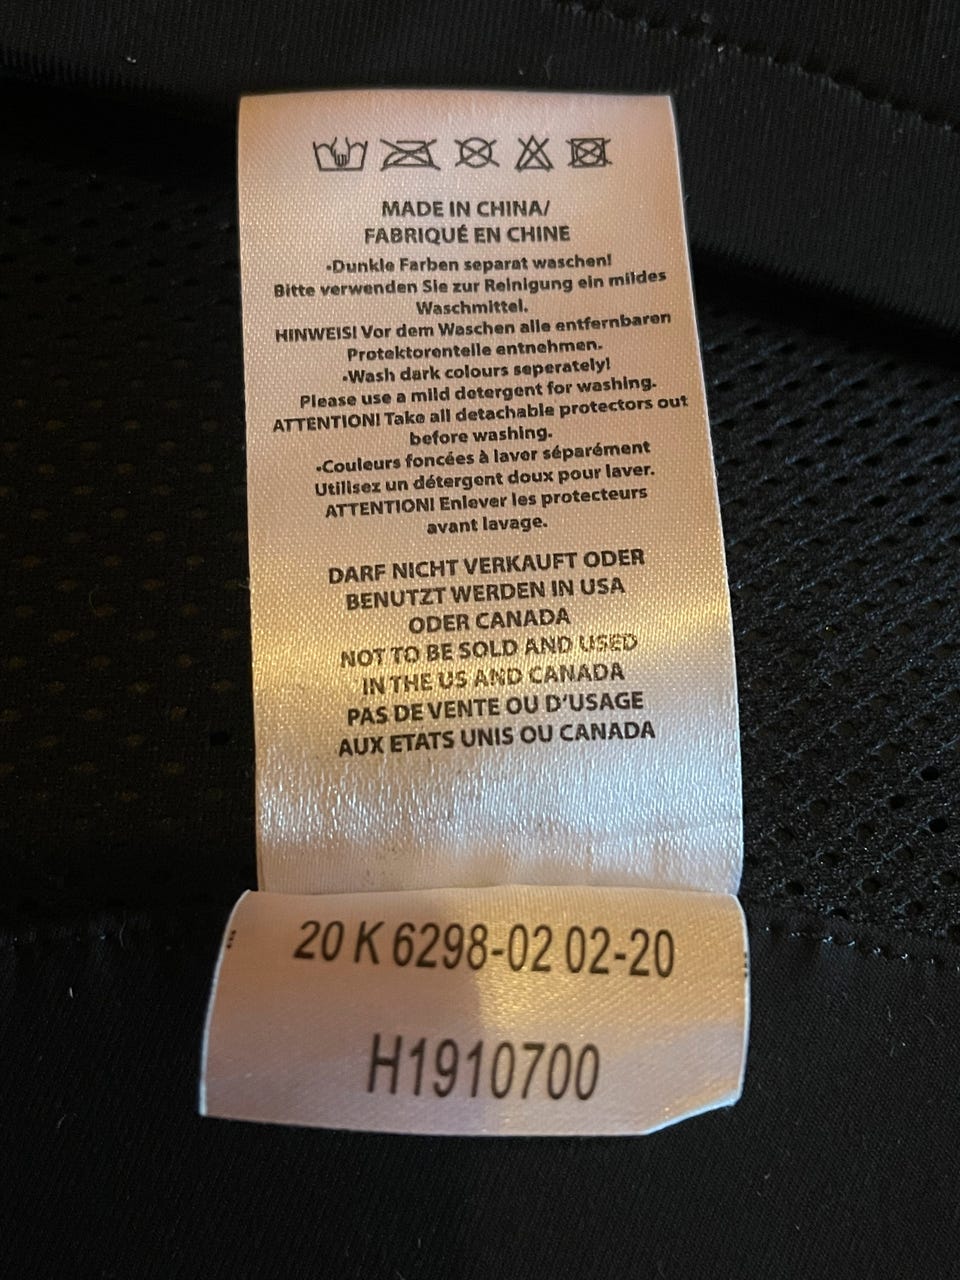 MADE IN CHINA/
FABRIQUÉ EN CHINE
•Dunkle Farben separat waschen!
Bitte verwenden Sie zur Reinigung ein mildes
Waschmittel.
HINWEIS! Vor dem Waschen alle entfernbaren
Protektorenteile entnehmen.
•Wash dark colours seperately!
Please use a mild detergent for washing.
ATTENTION! Take all detachable protectors out
before washing.
•Couleurs foncées à laver séparément
Utilisez un détergent doux pour laver.
ATTENTION! Enlever les protecteurs
avant lavage.
DARF NICHT VERKAUFT ODER
BENUTZT WERDEN IN USA
ODER CANADA
NOT TO BE SOLD AND USED
IN THE US AND CANADA
PAS DE VENTE OU D'USAGE
AUX ETATS UNIS OU CANADA
20 K 6298-02 02-20
H1910700